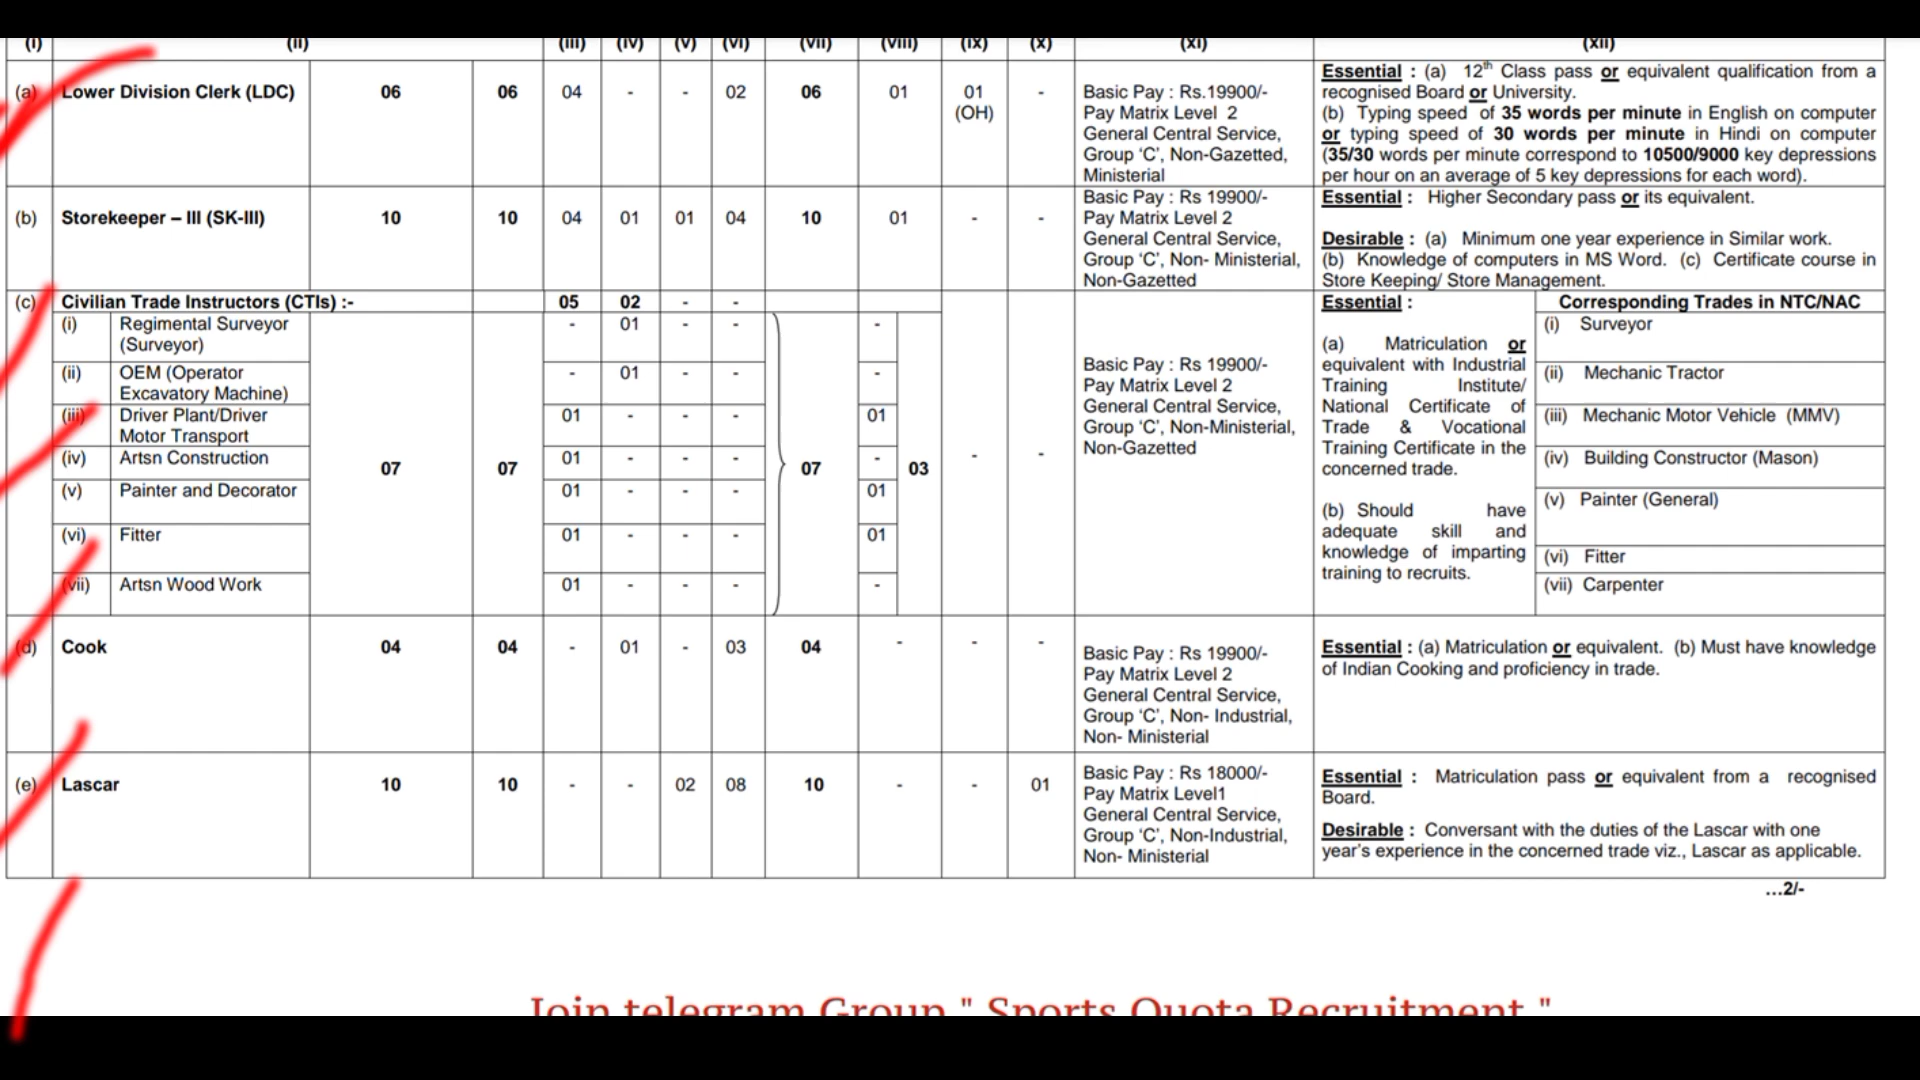 (i) (ii) (iii) (iv) (v) (vi) (vii) (viii) (ix) (x) (xi) (xii)
(a) Lower Division Clerk (LDC) 06 06 04 - - 02 06 01 01 (OH) -
Basic Pay : Rs.19900/-
Pay Matrix Level 2
General Central Service,
Group ‘C’, Non-Gazetted,
Ministerial
Essential : (a) 12th Class pass or equivalent qualification from a
recognised Board or University.
(b) Typing speed of 35 words per minute in English on computer
or typing speed of 30 words per minute in Hindi on computer
(35/30 words per minute correspond to 10500/9000 key depressions
per hour on an average of 5 key depressions for each word).
(b) Storekeeper – III (SK-III) 10 10 04 01 01 04 10 01 - -
Basic Pay : Rs 19900/-
Pay Matrix Level 2
General Central Service,
Group ‘C’, Non- Ministerial,
Non-Gazetted
Essential : Higher Secondary pass or its equivalent.
Desirable : (a) Minimum one year experience in Similar work.
(b) Knowledge of computers in MS Word. (c) Certificate course in
Store Keeping/ Store Management.
(c) Civilian Trade Instructors (CTIs) :- 05 02 - -
(i) Regimental Surveyor - 01 - - -
(Surveyor)
(ii) OEM (Operator - 01 - - -
Excavatory Machine)
(iii) Driver Plant/Driver 01 - - - 01
Motor Transport
(iv) Artsn Construction 01 - - - -
07 07 07 03 - -
(v) Painter and Decorator 01 - - - 01
(vi) Fitter 01 - - - 01
(vii) Artsn Wood Work 01 - - - -
Basic Pay : Rs 19900/-
Pay Matrix Level 2
General Central Service,
Group ‘C’, Non-Ministerial,
Non-Gazetted
Essential :
(a) Matriculation or
equivalent with Industrial
Training Institute/
National Certificate of
Trade & Vocational
Training Certificate in the
concerned trade.
(b) Should have
adequate skill and
knowledge of imparting
training to recruits.
Corresponding Trades in NTC/NAC
(i) Surveyor
(ii) Mechanic Tractor
(iii) Mechanic Motor Vehicle (MMV)
(iv) Building Constructor (Mason)
(v) Painter (General)
(vi) Fitter
(vii) Carpenter
(d) Cook 04 04 - 01 - 03 04 - - -
Basic Pay : Rs 19900/-
Pay Matrix Level 2
General Central Service,
Group ‘C’, Non- Industrial,
Non- Ministerial
Essential : (a) Matriculation or equivalent. (b) Must have knowledge
of Indian Cooking and proficiency in trade.
(e) Lascar 10 10 - - 02 08 10 - - 01
Basic Pay : Rs 18000/-
Pay Matrix Level1
General Central Service,
Group ‘C’, Non-Industrial,
Non- Ministerial
Essential : Matriculation pass or equivalent from a recognised
Board.
Desirable : Conversant with the duties of the Lascar with one
year’s experience in the concerned trade viz., Lascar as applicable.
...2/-
Join telegram Group " Sports Quota Recruitment "